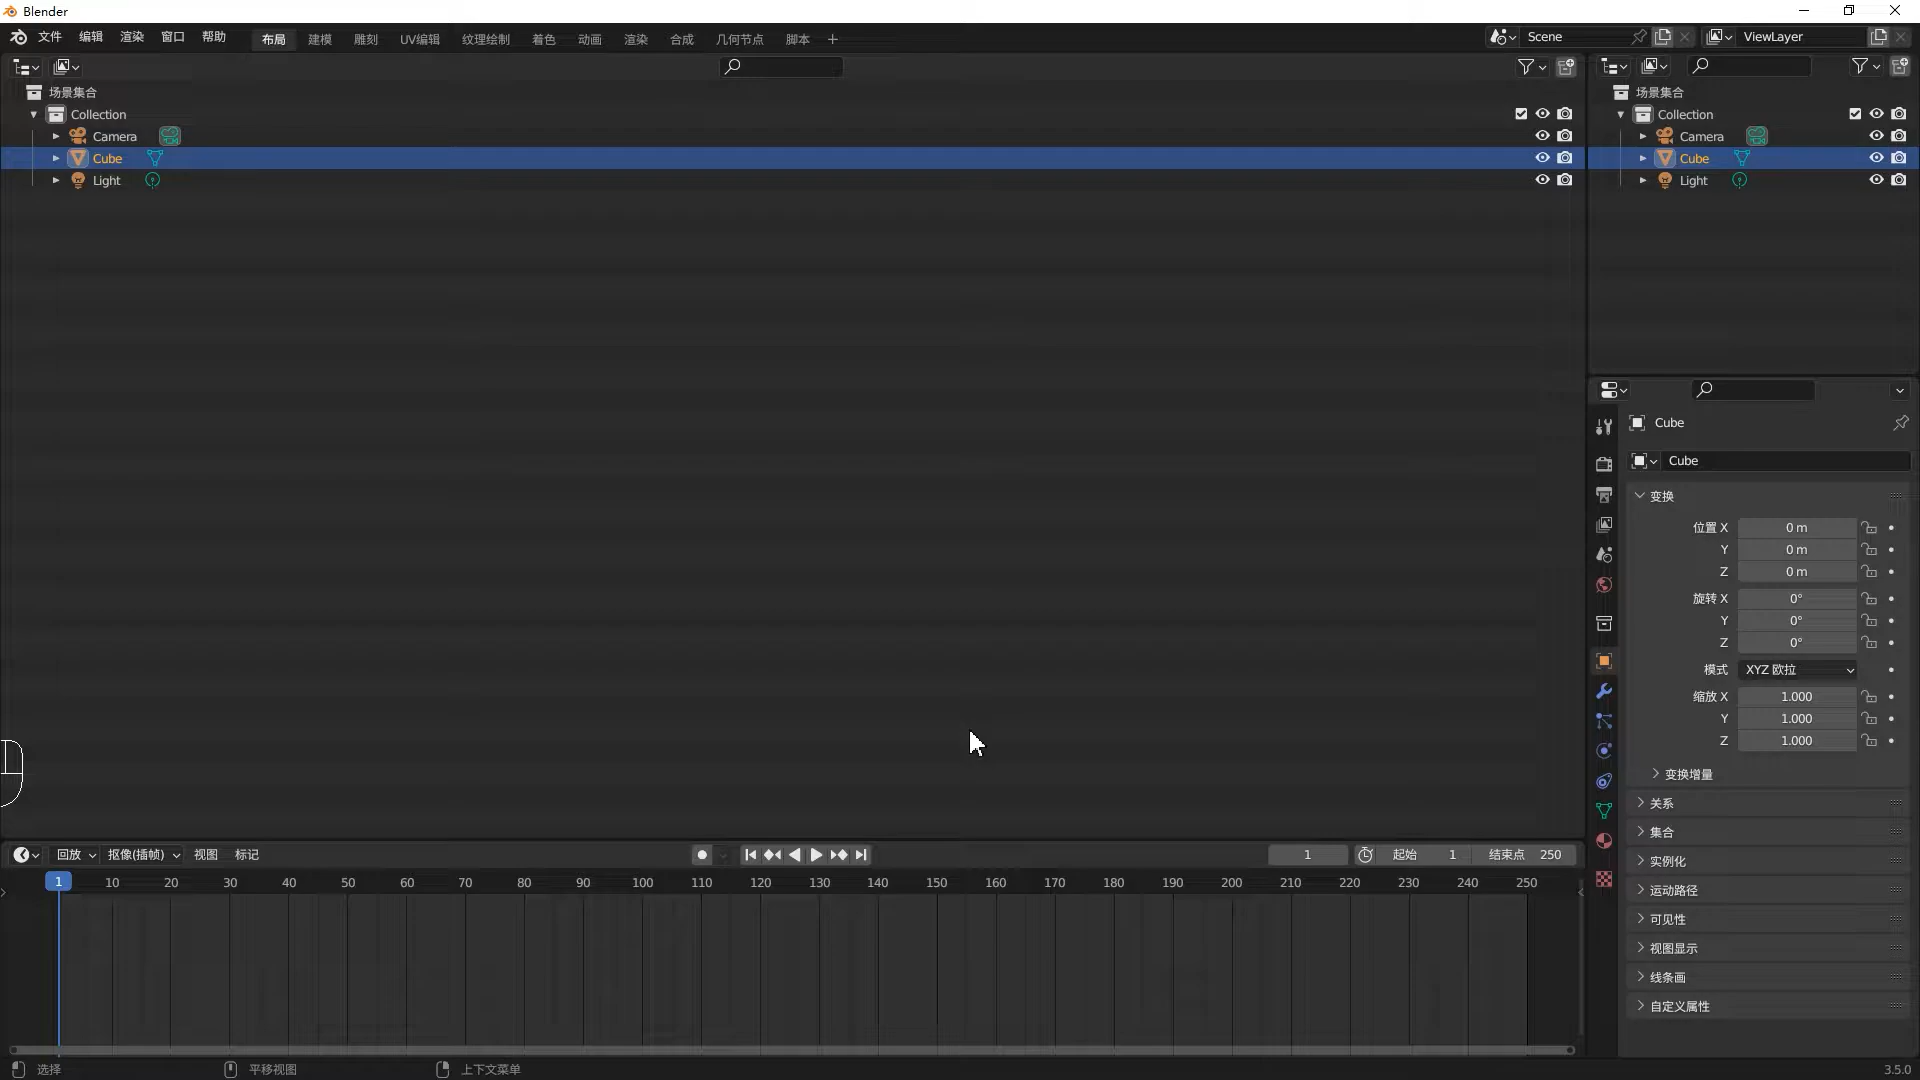 Blender
文件 编辑 渲染 窗口 帮助 布局 建模 雕刻 UV编辑 纹理绘制 着色 动画 渲染 合成 几何节点 脚本 + Scene ViewLayer
场景集合
Collection
Camera
Cube
Light
场景集合
Collection
Camera
Cube
Light
Cube
Cube
变换
位置 X 0 m
Y 0 m
Z 0 m
旋转 X 0°
Y 0°
Z 0°
模式 XYZ 欧拉
缩放 X 1.000
Y 1.000
Z 1.000
变换增量
关系
集合
实例化
运动路径
可见性
视图显示
线条画
自定义属性
回放 抠像(插帧) 视图 标记 1 起始 1 结束点 250
1 10 20 30 40 50 60 70 80 90 100 110 120 130 140 150 160 170 180 190 200 210 220 230 240 250
选择 平移视图 上下文菜单 3.5.0